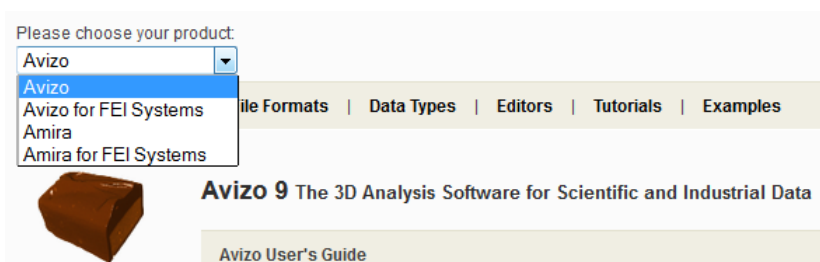 Please choose your product:
Avizo
Avizo
Avizo for FEI Systems
Amira
Amira for FEI Systems
ile Formats | Data Types | Editors | Tutorials | Examples
Avizo 9 The 3D Analysis Software for Scientific and Industrial Data
Avizo User's Guide